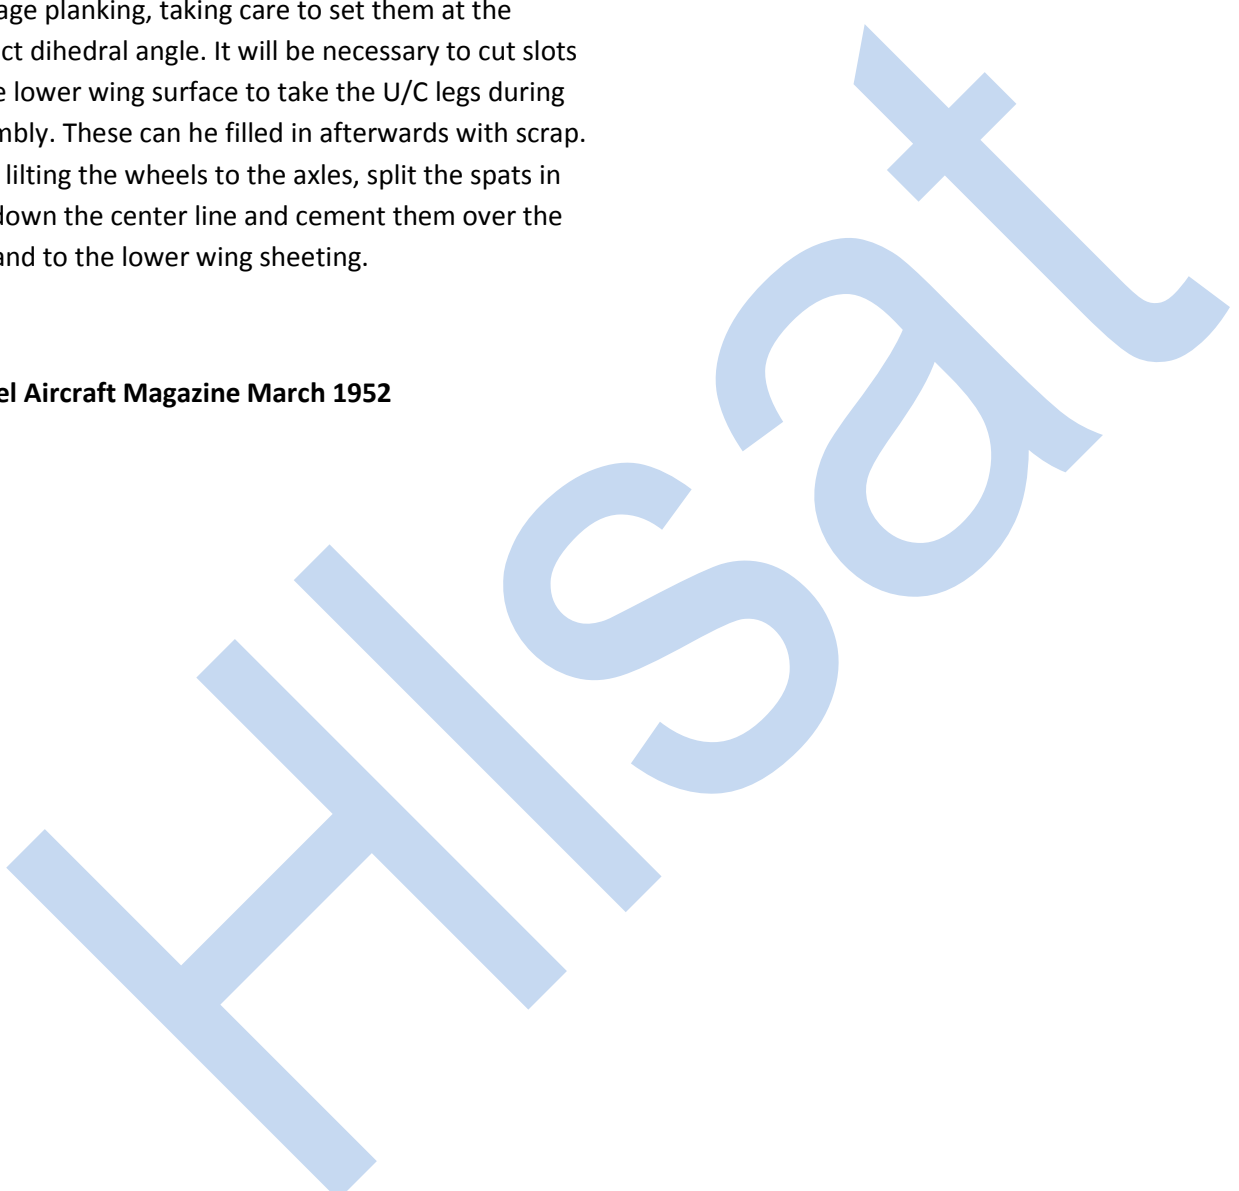 age planking, taking care to set them at the
ct dihedral angle. It will be necessary to cut slots
e lower wing surface to take the U/C legs during
mbly. These can he filled in afterwards with scrap.
lilting the wheels to the axles, split the spats in
down the center line and cement them over the
and to the lower wing sheeting.
el Aircraft Magazine March 1952
Hlsat